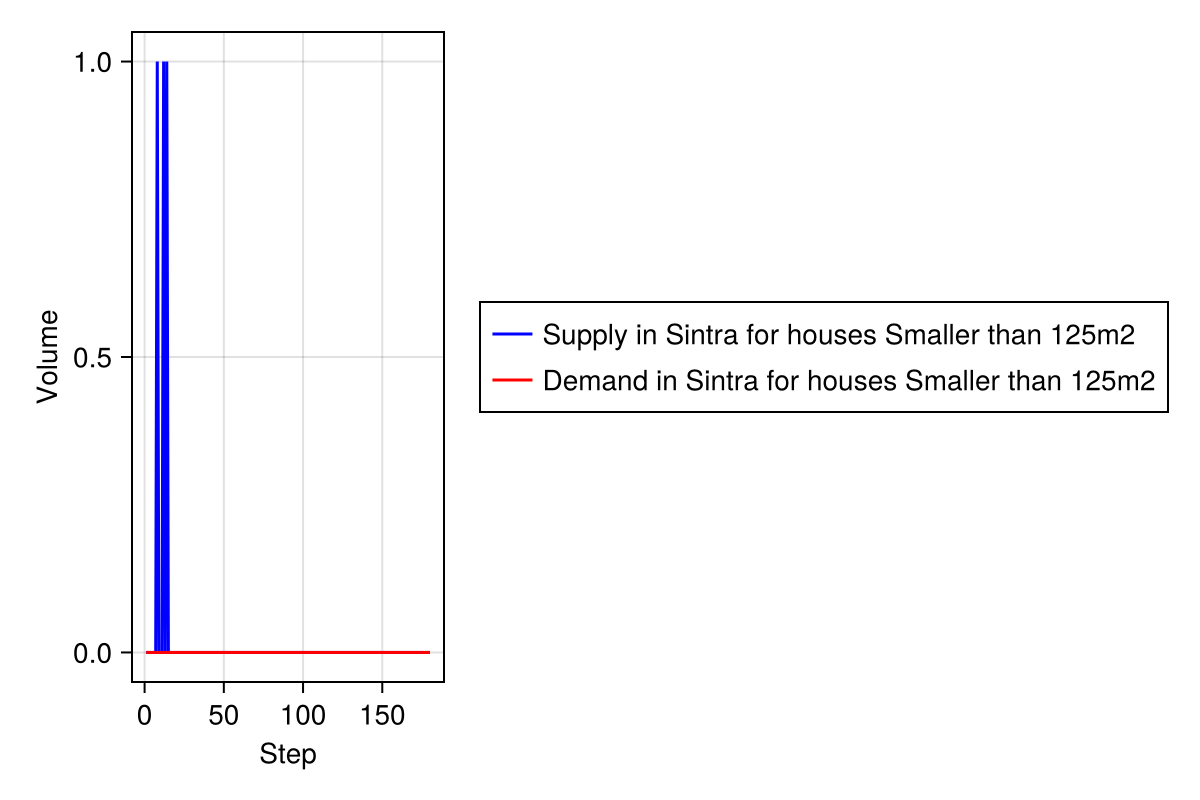 1.0
0.5
0.0
Volume
0
50
100
150
Step
Supply in Sintra for houses Smaller than 125m2
Demand in Sintra for houses Smaller than 125m2